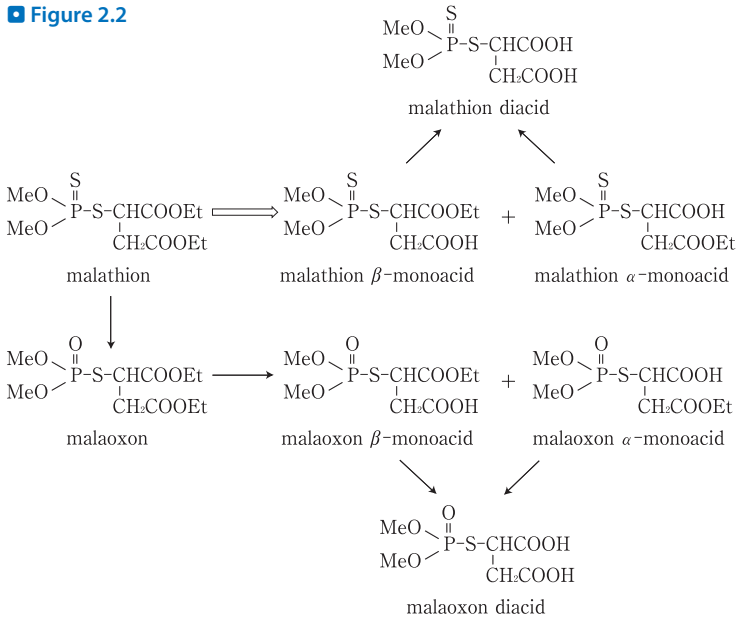 Figure 2.2
S
MeO
MeO
P-S-CHCOOH
CH₂COOH
malathion diacid
S
MeO
MeO
P-S-CHCOOEt
CH₂COOEt
malathion
S
MeO
MeO
P-S-CHCOOEt
CH₂COOH
malathion β-monoacid
+
S
MeO
MeO
P-S-CHCOOH
CH₂COOEt
malathion α-monoacid
O
MeO
MeO
P-S-CHCOOEt
CH₂COOEt
malaoxon
O
MeO
MeO
P-S-CHCOOEt
CH₂COOH
malaoxon β-monoacid
+
O
MeO
MeO
P-S-CHCOOH
CH₂COOEt
malaoxon α-monoacid
O
MeO
MeO
P-S-CHCOOH
CH₂COOH
malaoxon diacid